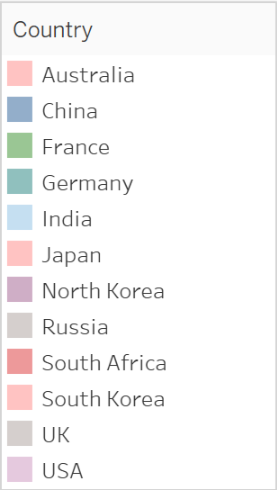 Country
Australia
China
France
Germany
India
Japan
North Korea
Russia
South Africa
South Korea
UK
USA